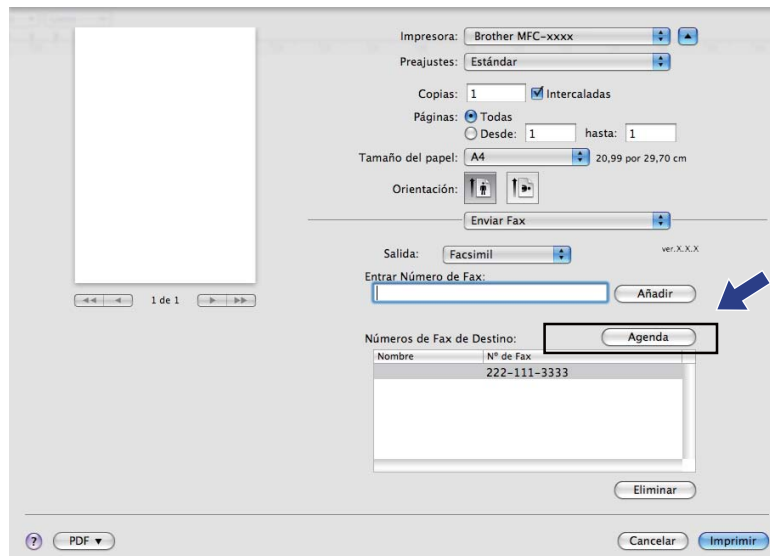 Impresora: Brother MFC-xxxx
Preajustes: Estándar
Copias: 1 Intercaladas
Páginas: Todas
Desde: 1 hasta: 1
Tamaño del papel: A4 20,99 por 29,70 cm
Orientación:
Enviar Fax
Salida: Facsimil ver.X.X.X
Entrar Número de Fax:
Añadir
1 de 1
Números de Fax de Destino: Agenda
Nombre Nº de Fax
222-111-3333
Eliminar
? PDF Cancelar Imprimir